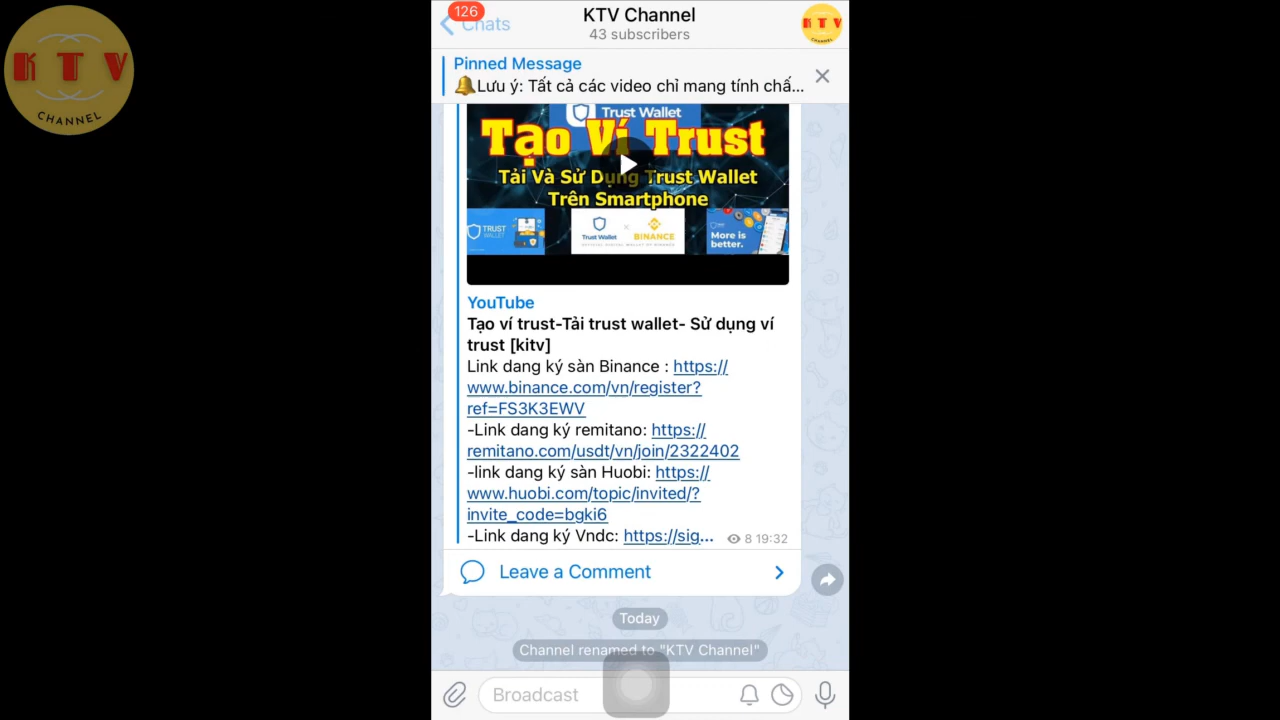 KTV
CHANNEL
126
Chats
KTV Channel
43 subscribers
KTV
CHANNEL
Pinned Message
🔔Lưu ý: Tất cả các video chỉ mang tính chấ...
Trust Wallet
Tạo Ví Trust
Tải Và Sử Dụng Trust Wallet
Trên Smartphone
TRUST
WALLET
Trust Wallet
BINANCE
More is
better.
YouTube
Tạo ví trust-Tải trust wallet- Sử dụng ví
trust [kitv]
Link dang ký sàn Binance : https://
www.binance.com/vn/register?
ref=FS3K3EWV
-Link dang ký remitano: https://
remitano.com/usdt/vn/join/2322402
-link dang ký sàn Huobi: https://
www.huobi.com/topic/invited/?
invite_code=bgki6
-Link dang ký Vndc: https://sig...
8 19:32
Leave a Comment
Today
Channel renamed to "KTV Channel"
Broadcast